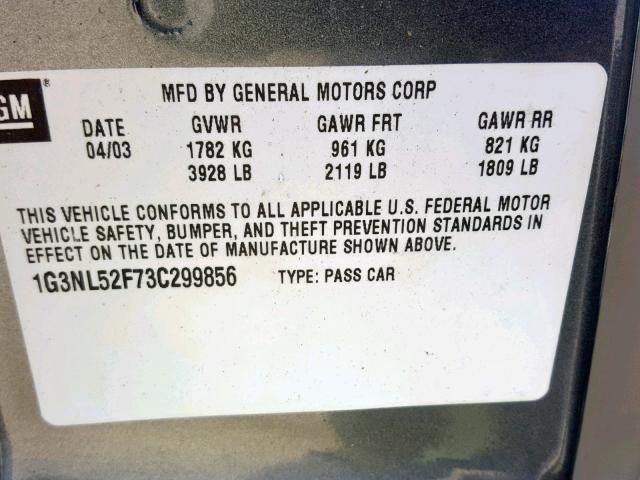 GM ®
MFD BY GENERAL MOTORS CORP
DATE GVWR GAWR FRT GAWR RR
04/03 1782 KG 961 KG 821 KG
3928 LB 2119 LB 1809 LB
THIS VEHICLE CONFORMS TO ALL APPLICABLE U.S. FEDERAL MOTOR
VEHICLE SAFETY, BUMPER, AND THEFT PREVENTION STANDARDS IN
EFFECT ON THE DATE OF MANUFACTURE SHOWN ABOVE.
1G3NL52F73C299856 TYPE: PASS CAR